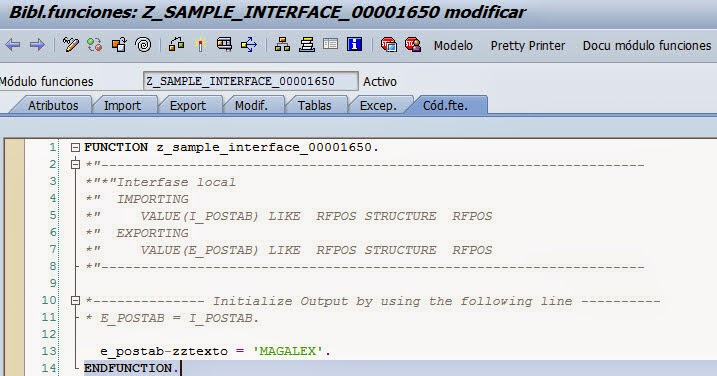 Bibl.funciones: Z_SAMPLE_INTERFACE_00001650 modificar
Modelo Pretty Printer Docu módulo funciones
Módulo funciones Z_SAMPLE_INTERFACE_00001650 Activo
Atributos Import Export Modif. Tablas Excep. Cód.fte.
1 FUNCTION z_sample_interface_00001650.
2 *"----------------------------------------------------------------------
3 *"*"Interfase local
4 *"  IMPORTING
5 *"     VALUE(I_POSTAB) LIKE  RFPOS STRUCTURE  RFPOS
6 *"  EXPORTING
7 *"     VALUE(E_POSTAB) LIKE  RFPOS STRUCTURE  RFPOS
8 *"----------------------------------------------------------------------
9
10 *-------------- Initialize Output by using the following line ----------
11 * E_POSTAB = I_POSTAB.
12
13   e_postab-zztexto = 'MAGALEX'.
14 ENDFUNCTION.